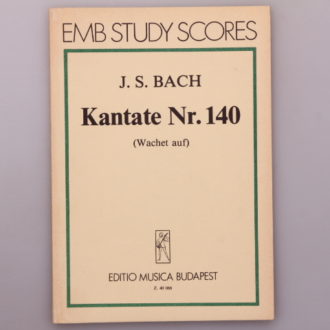 EMB STUDY SCORES
J. S. BACH
Kantate Nr. 140
(Wachet auf)
EDITIO MUSICA BUDAPEST